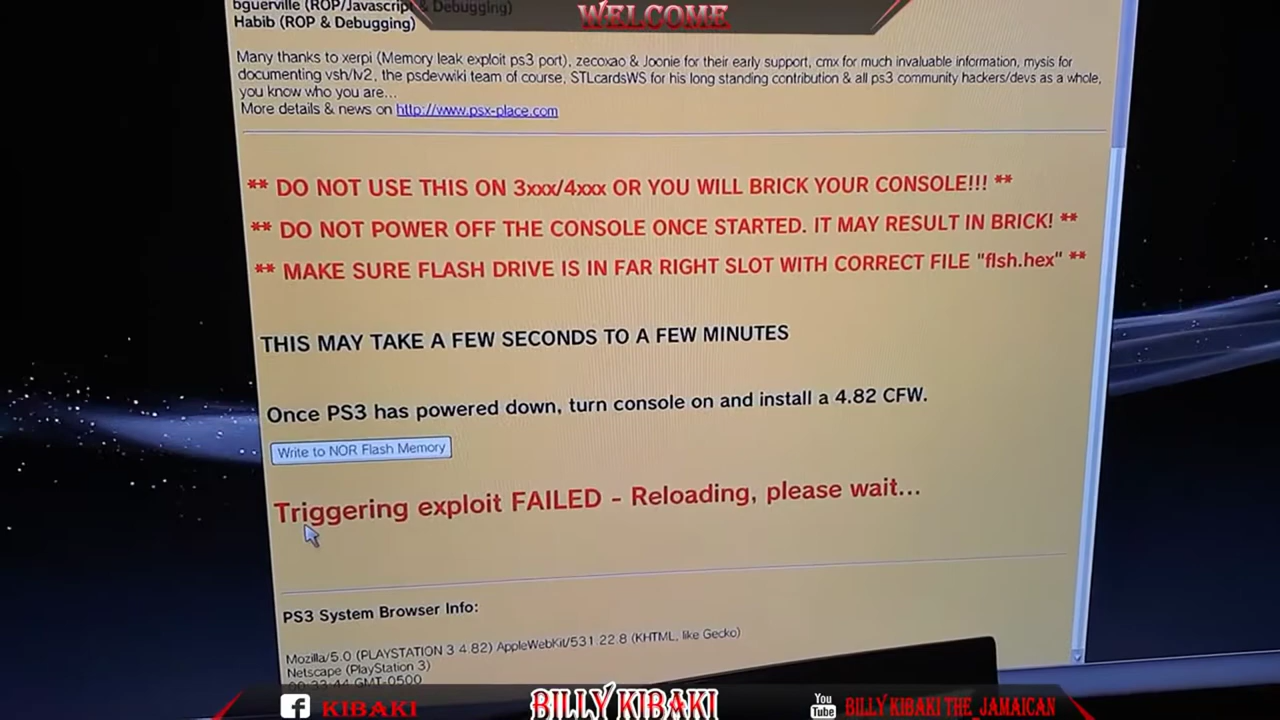 bguerville (ROP/Javascript & Debugging)
WELCOME
Habib (ROP & Debugging)
Many thanks to xerpi (Memory leak exploit ps3 port), zecoxao & Joonie for their early support, cmx for much invaluable information, mysis for
documenting vsh/lv2, the psdevwiki team of course, STLcardsWS for his long standing contribution & all ps3 community hackers/devs as a whole,
you know who you are...
More details & news on http://www.psx-place.com
** DO NOT USE THIS ON 3xxx/4xxx OR YOU WILL BRICK YOUR CONSOLE!!! **
** DO NOT POWER OFF THE CONSOLE ONCE STARTED. IT MAY RESULT IN BRICK! **
** MAKE SURE FLASH DRIVE IS IN FAR RIGHT SLOT WITH CORRECT FILE "flsh.hex" **
THIS MAY TAKE A FEW SECONDS TO A FEW MINUTES
Once PS3 has powered down, turn console on and install a 4.82 CFW.
Write to NOR Flash Memory
Triggering exploit FAILED - Reloading, please wait...
PS3 System Browser Info:
Mozilla/5.0 (PLAYSTATION 3 4.82) AppleWebKit/531.22.8 (KHTML, like Gecko)
Netscape (PlayStation 3)
00:33:44 GMT-0500
f KIBAKI
BILLY KIBAKI
You Tube BILLY KIBAKI THE_JAMAICAN